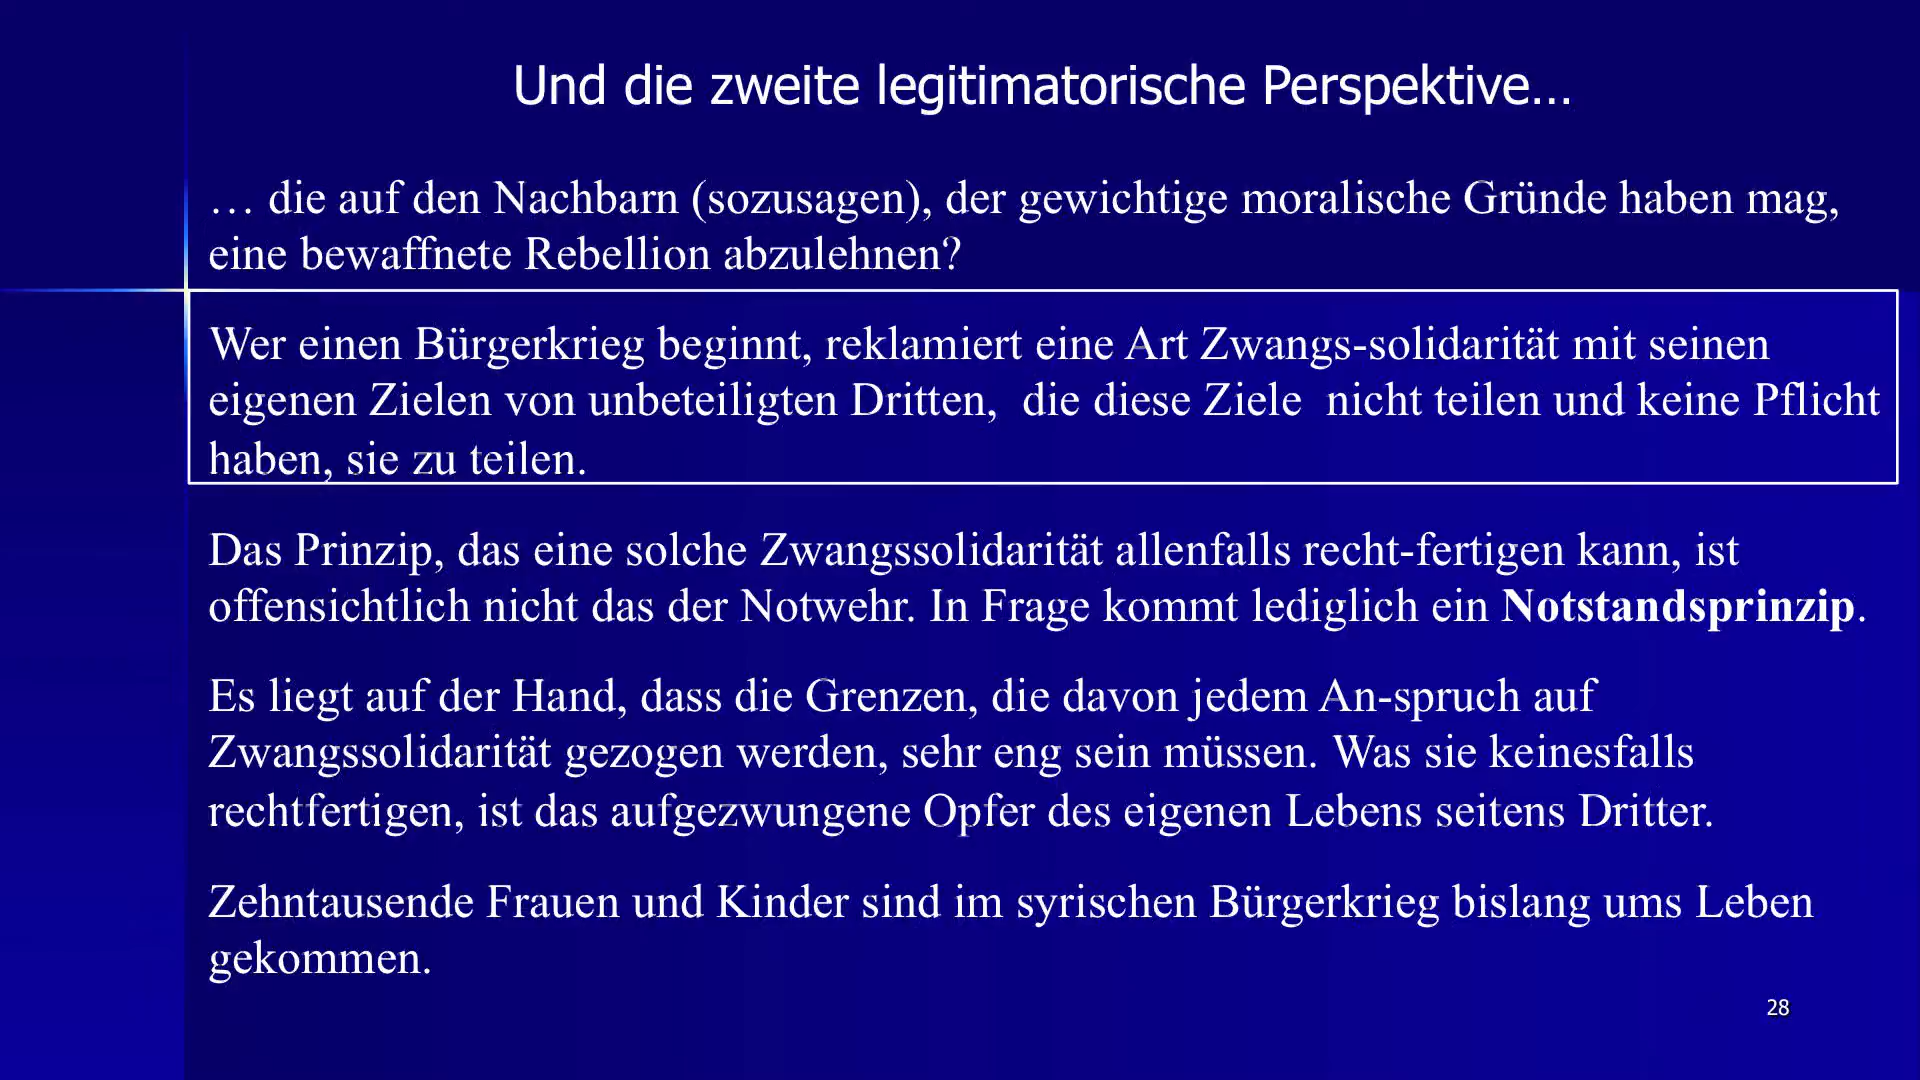 Und die zweite legitimatorische Perspektive…
… die auf den Nachbarn (sozusagen), der gewichtige moralische Gründe haben mag,
eine bewaffnete Rebellion abzulehnen?
Wer einen Bürgerkrieg beginnt, reklamiert eine Art Zwangs-solidarität mit seinen
eigenen Zielen von unbeteiligten Dritten,  die diese Ziele  nicht teilen und keine Pflicht
haben, sie zu teilen.
Das Prinzip, das eine solche Zwangssolidarität allenfalls recht-fertigen kann, ist
offensichtlich nicht das der Notwehr. In Frage kommt lediglich ein Notstandsprinzip.
Es liegt auf der Hand, dass die Grenzen, die davon jedem An-spruch auf
Zwangssolidarität gezogen werden, sehr eng sein müssen. Was sie keinesfalls
rechtfertigen, ist das aufgezwungene Opfer des eigenen Lebens seitens Dritter.
Zehntausende Frauen und Kinder sind im syrischen Bürgerkrieg bislang ums Leben
gekommen.
28